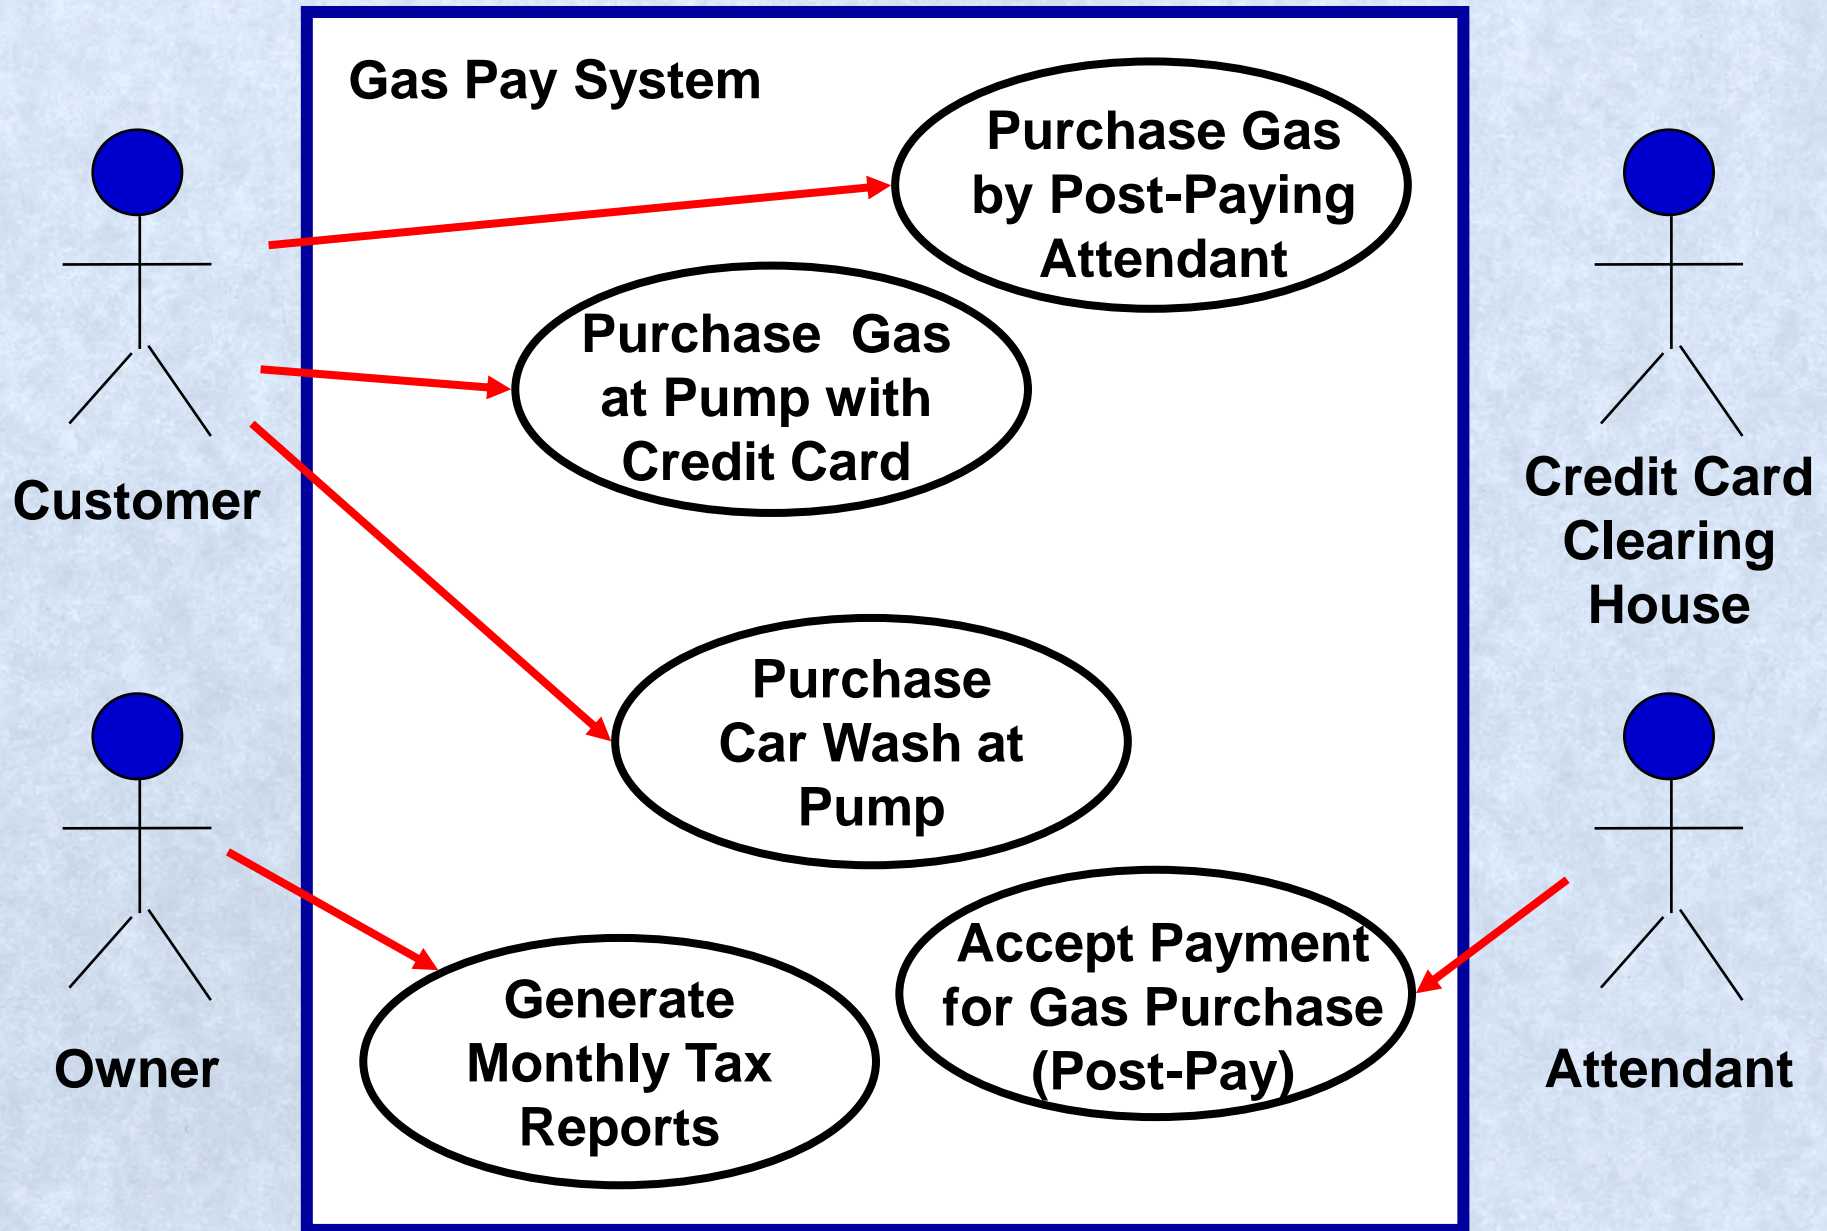 Gas Pay System
Purchase Gas
by Post-Paying
Attendant
Purchase  Gas
at Pump with
Credit Card
Customer
Credit Card
Clearing
House
Purchase
Car Wash at
Pump
Accept Payment
for Gas Purchase
(Post-Pay)
Generate
Monthly Tax
Reports
Owner
Attendant